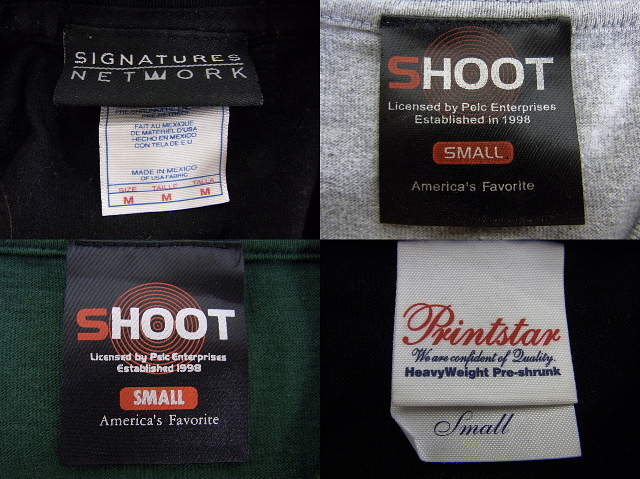 SIGNATURES
NETWORK
FAIT AU MEXIQUE
DE MATERIEL D'USA
HECHO EN MEXICO
CON TELA DE E U
MADE IN MEXICO
OF USA FABRIC
SIZE TAILLE TALLA
M M M
SHOOT
Licensed by Pelc Enterprises
Established in 1998
SMALL
America's Favorite
SHOOT
Licensed by Pelc Enterprises
Established 1998
SMALL
America's Favorite
Printstar
We are confident of Quality.
HeavyWeight Pre-shrunk
Small